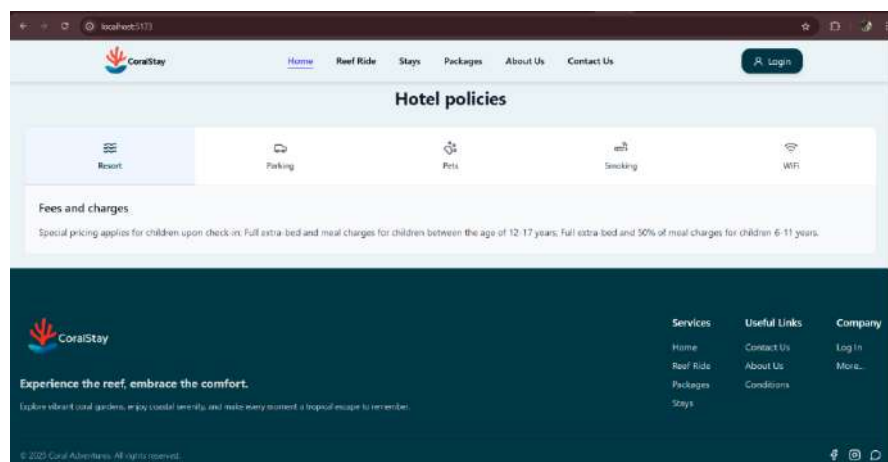 localhost:5173
CoralStay
Home Reef Ride Stays Packages About Us Contact Us
Login
Hotel policies
Resort Parking Pets Smoking WiFi
Fees and charges
Special pricing applies for children upon check-in: Full extra-bed and meal charges for children between the age of 12-17 years; Full extra-bed and 50% of meal charges for children 6-11 years.
CoralStay
Experience the reef, embrace the comfort.
Explore vibrant coral gardens, enjoy coastal serenity, and make every moment a tropical escape to remember.
Services Useful Links Company
Home Contact Us Log In
Reef Ride About Us More...
Packages Conditions
Stays
© 2025 Coral Adventures. All rights reserved.